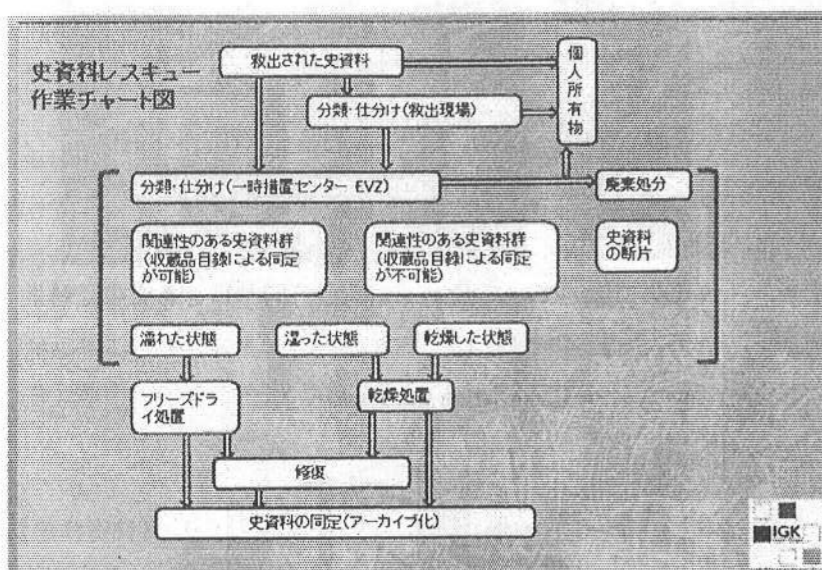 史資料レスキュー
作業チャート図
救出された史資料
個人所有物
分類・仕分け(救出現場)
分類・仕分け(一時措置センター EVZ)
廃棄処分
関連性のある史資料群
(収蔵品目録による同定
が可能)
関連性のある史資料群
(収蔵品目録による同定
が不可能)
史資料
の断片
濡れた状態
湿った状態
乾燥した状態
フリーズドラ
イ処置
乾燥処置
修復
史資料の同定(アーカイブ化)
IGK